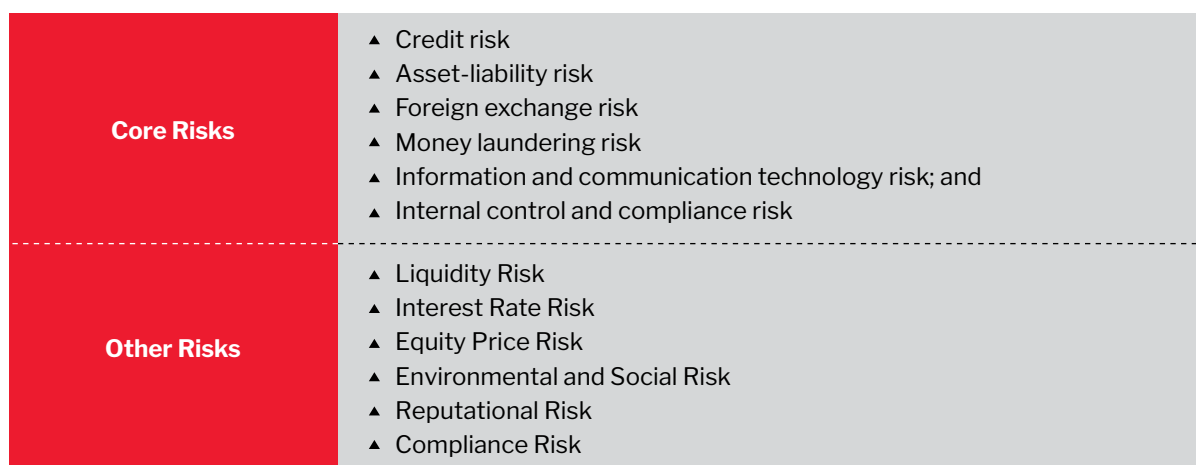 Core Risks
▲ Credit risk
▲ Asset-liability risk
▲ Foreign exchange risk
▲ Money laundering risk
▲ Information and communication technology risk; and
▲ Internal control and compliance risk
Other Risks
▲ Liquidity Risk
▲ Interest Rate Risk
▲ Equity Price Risk
▲ Environmental and Social Risk
▲ Reputational Risk
▲ Compliance Risk